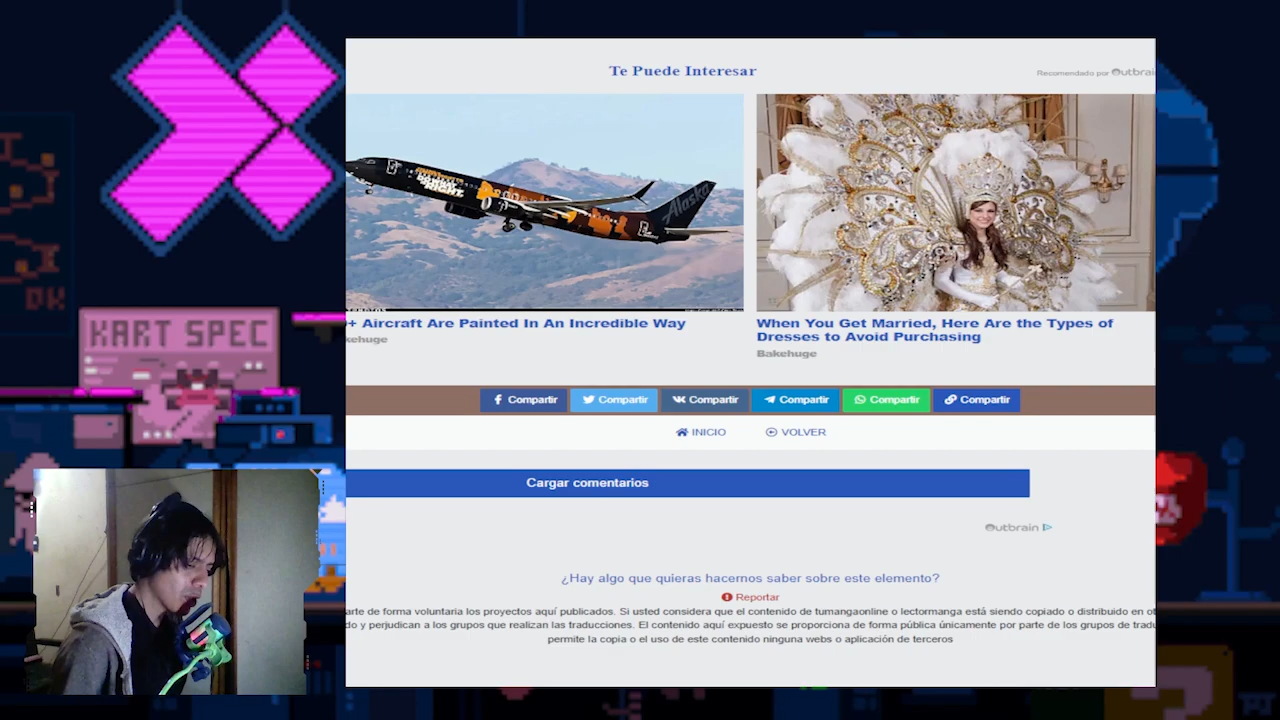 Te Puede Interesar
Recomendado por Outbrain
Alaska
+ Aircraft Are Painted In An Incredible Way
When You Get Married, Here Are the Types of
Dresses to Avoid Purchasing
Bakehuge
Compartir Compartir Compartir Compartir Compartir Compartir
INICIO VOLVER
Cargar comentarios
Outbrain
¿Hay algo que quieras hacernos saber sobre este elemento?
Reportar
arte de forma voluntaria los proyectos aquí publicados. Si usted considera que el contenido de tumangaonline o lectormanga está siendo copiado o distribuido en ot
do y perjudican a los grupos que realizan las traducciones. El contenido aquí expuesto se proporciona de forma pública únicamente por parte de los grupos de tradu
permite la copia o el uso de este contenido ninguna webs o aplicación de terceros
KART SPEC
DK